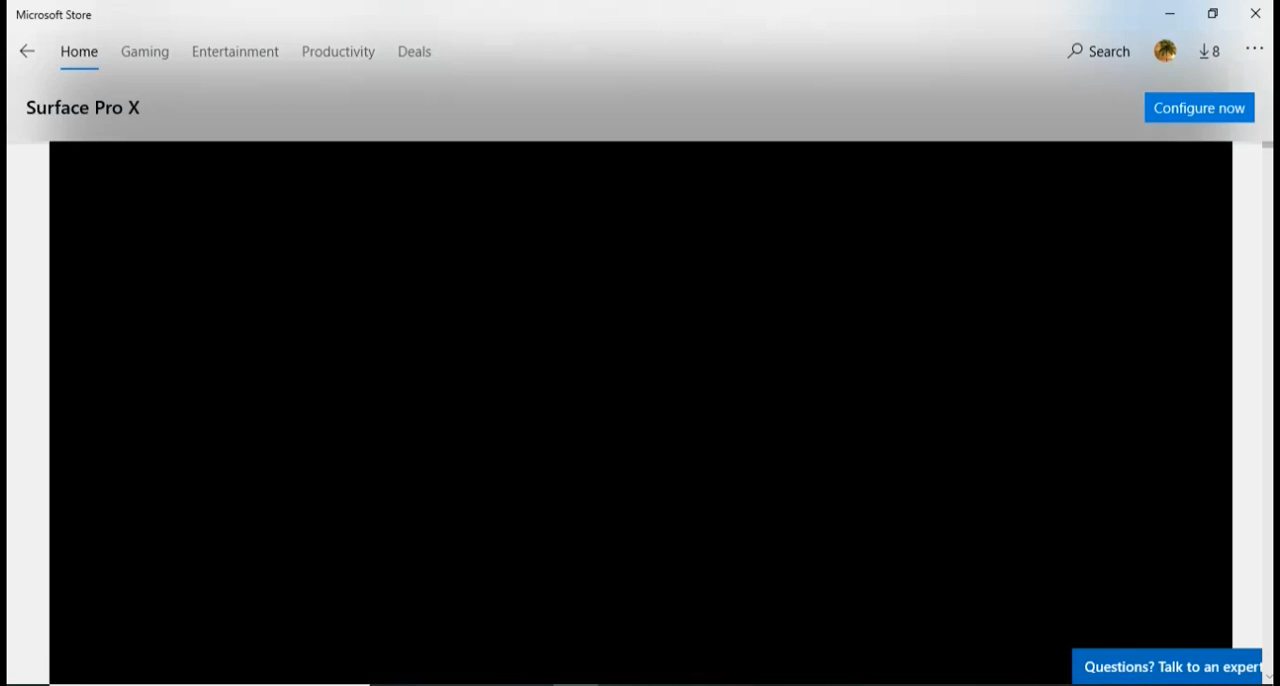 Microsoft Store
Home Gaming Entertainment Productivity Deals Search 8
Surface Pro X Configure now
Questions? Talk to an expert